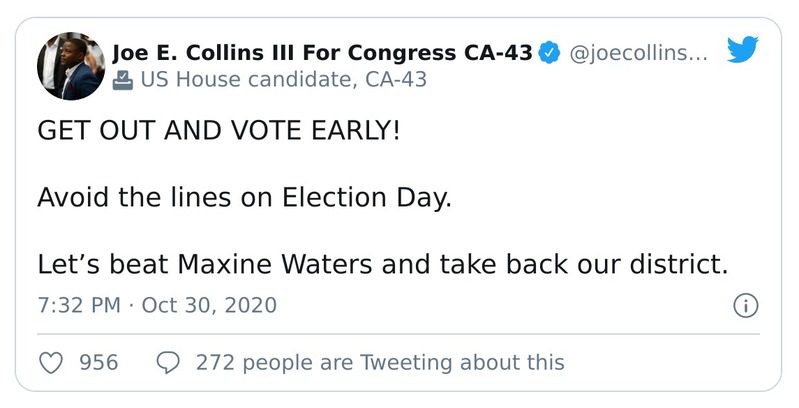 Joe E. Collins III For Congress CA-43 @joecollins...
US House candidate, CA-43
GET OUT AND VOTE EARLY!
Avoid the lines on Election Day.
Let’s beat Maxine Waters and take back our district.
7:32 PM · Oct 30, 2020
956 272 people are Tweeting about this